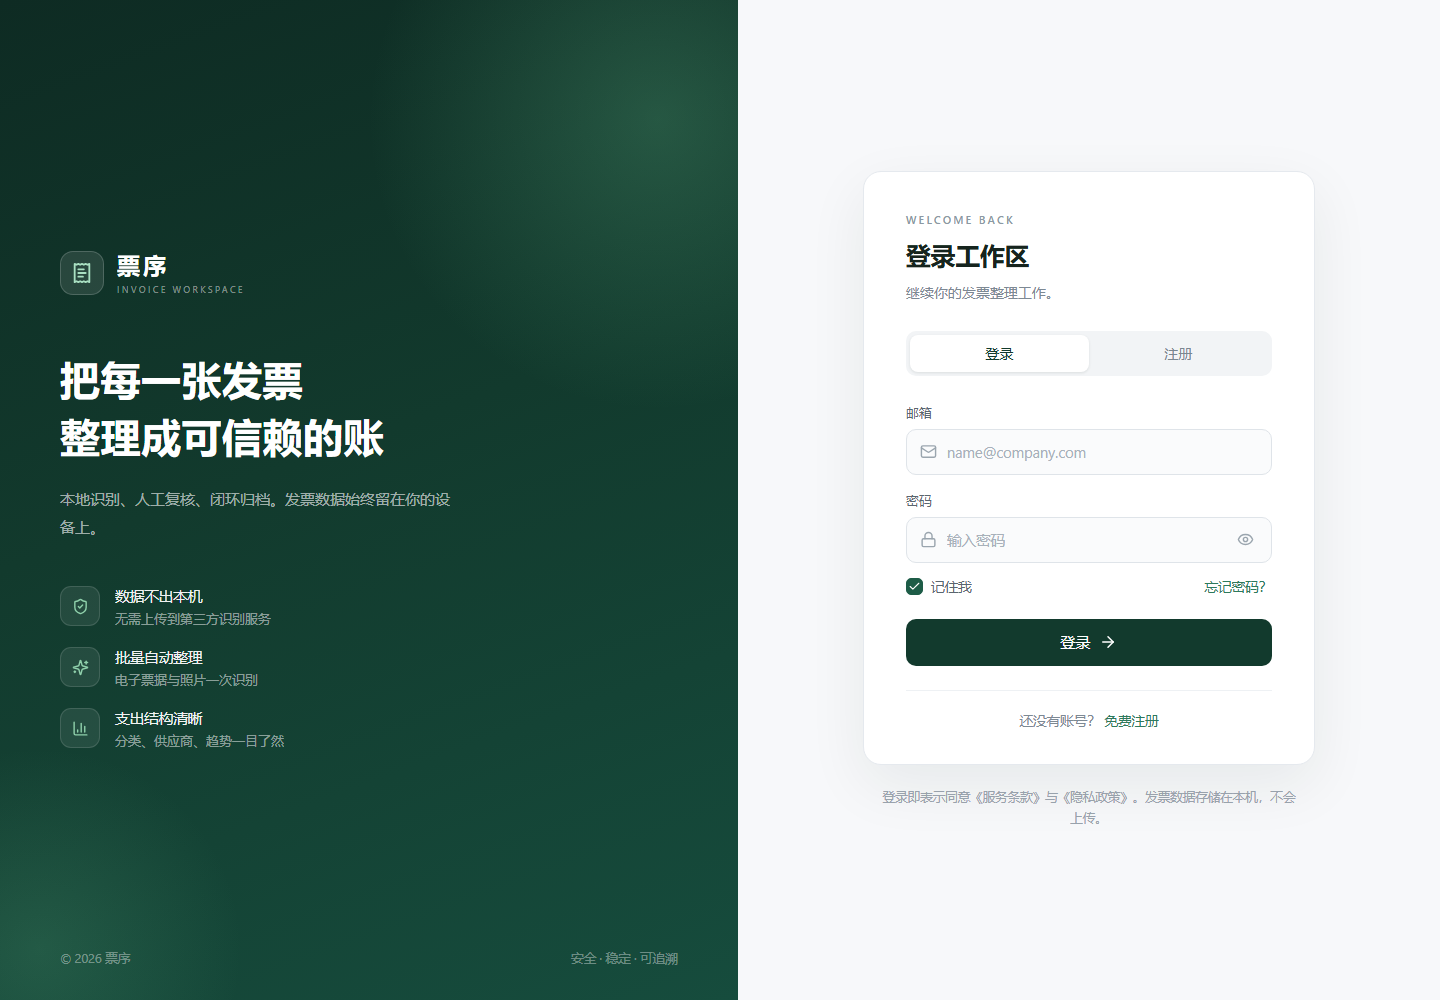 票序
INVOICE WORKSPACE
把每一张发票
整理成可信赖的账
本地识别、人工复核、闭环归档。发票数据始终留在你的设
备上。
数据不出本机
无需上传到第三方识别服务
批量自动整理
电子票据与照片一次识别
支出结构清晰
分类、供应商、趋势一目了然
© 2026 票序
安全 · 稳定 · 可追溯
WELCOME BACK
登录工作区
继续你的发票整理工作。
登录
注册
邮箱
name@company.com
密码
输入密码
记住我
忘记密码?
登录
还没有账号? 免费注册
登录即表示同意《服务条款》与《隐私政策》。发票数据存储在本机，不会
上传。